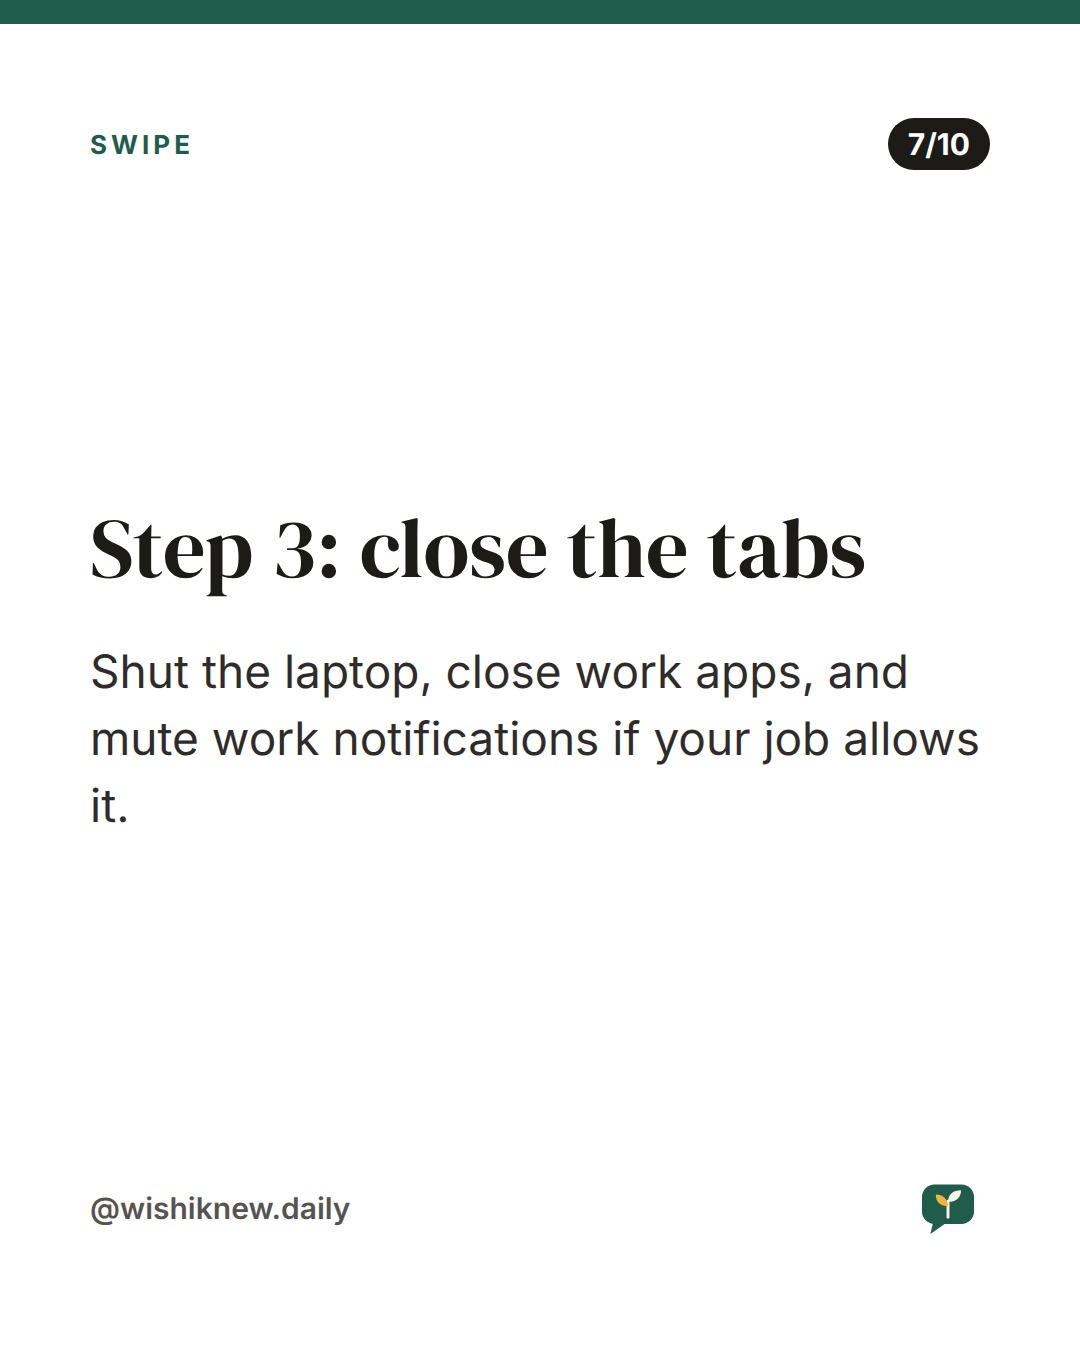 SWIPE
7/10
Step 3: close the tabs
Shut the laptop, close work apps, and
mute work notifications if your job allows
it.
@wishiknew.daily